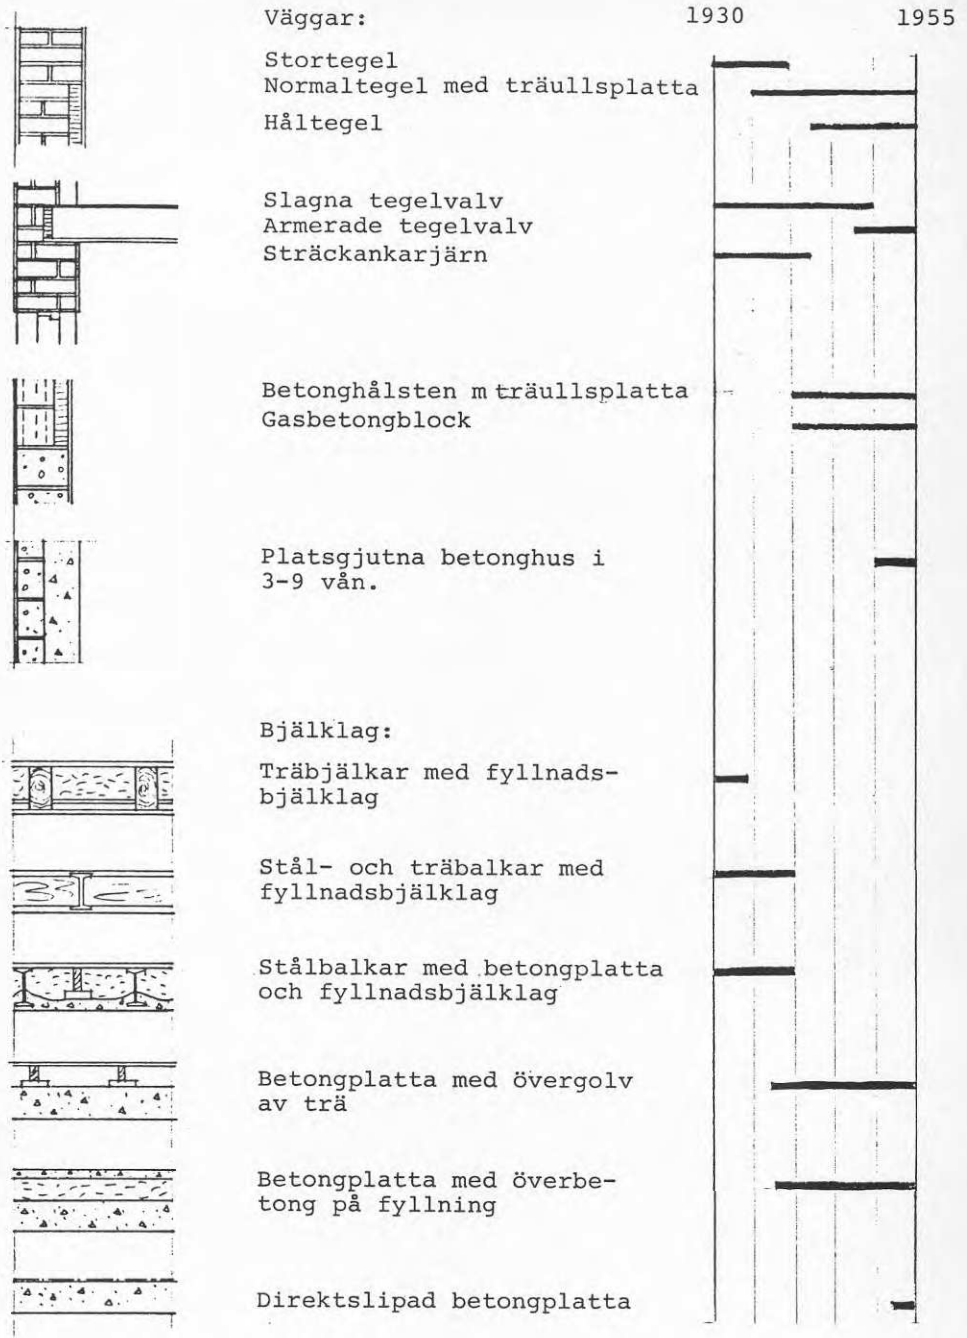 Väggar: 1930 1955
Stortegel
Normaltegel med träullsplatta
Håltegel
Slagna tegelvalv
Armerade tegelvalv
Sträckankarjärn
Betonghålsten m träullsplatta
Gasbetongblock
Platsgjutna betonghus i
3-9 vån.
Bjälklag:
Träbjälkar med fyllnads-
bjälklag
Stål- och träbalkar med
fyllnadsbjälklag
Stålbalkar med betongplatta
och fyllnadsbjälklag
Betongplatta med övergolv
av trä
Betongplatta med överbe-
tong på fyllning
Direktslipad betongplatta